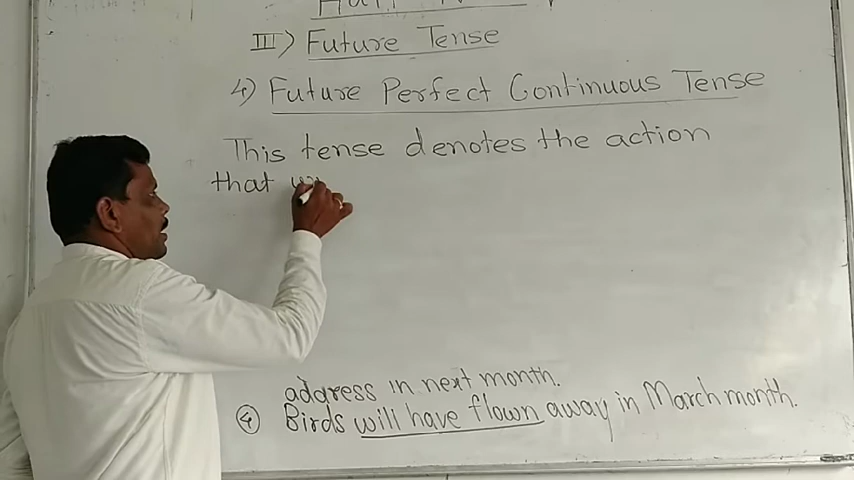 III) Future Tense
4) Future Perfect Continuous Tense
This tense denotes the action
that
address in next month.
④ Birds will have flown away in March month.